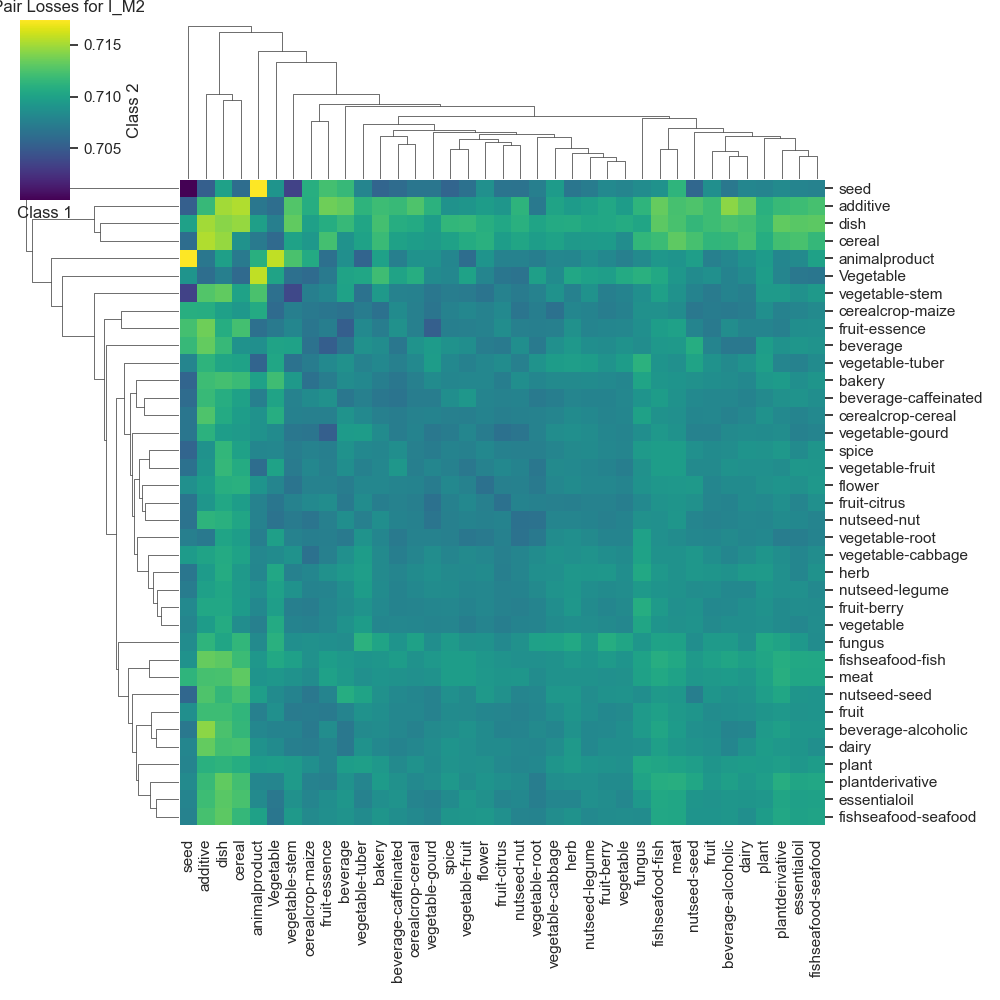 Pair Losses for I_M2
0.715
0.710
0.705
Class 2
Class 1
seed
additive
dish
cereal
animalproduct
Vegetable
vegetable-stem
cerealcrop-maize
fruit-essence
beverage
vegetable-tuber
bakery
beverage-caffeinated
cerealcrop-cereal
vegetable-gourd
spice
vegetable-fruit
flower
fruit-citrus
nutseed-nut
vegetable-root
vegetable-cabbage
herb
nutseed-legume
fruit-berry
vegetable
fungus
fishseafood-fish
meat
nutseed-seed
fruit
beverage-alcoholic
dairy
plant
plantderivative
essentialoil
fishseafood-seafood
seed
additive
dish
cereal
animalproduct
Vegetable
vegetable-stem
cerealcrop-maize
fruit-essence
beverage
vegetable-tuber
bakery
beverage-caffeinated
cerealcrop-cereal
vegetable-gourd
spice
vegetable-fruit
flower
fruit-citrus
nutseed-nut
vegetable-root
vegetable-cabbage
herb
nutseed-legume
fruit-berry
vegetable
fungus
fishseafood-fish
meat
nutseed-seed
fruit
beverage-alcoholic
dairy
plant
plantderivative
essentialoil
fishseafood-seafood